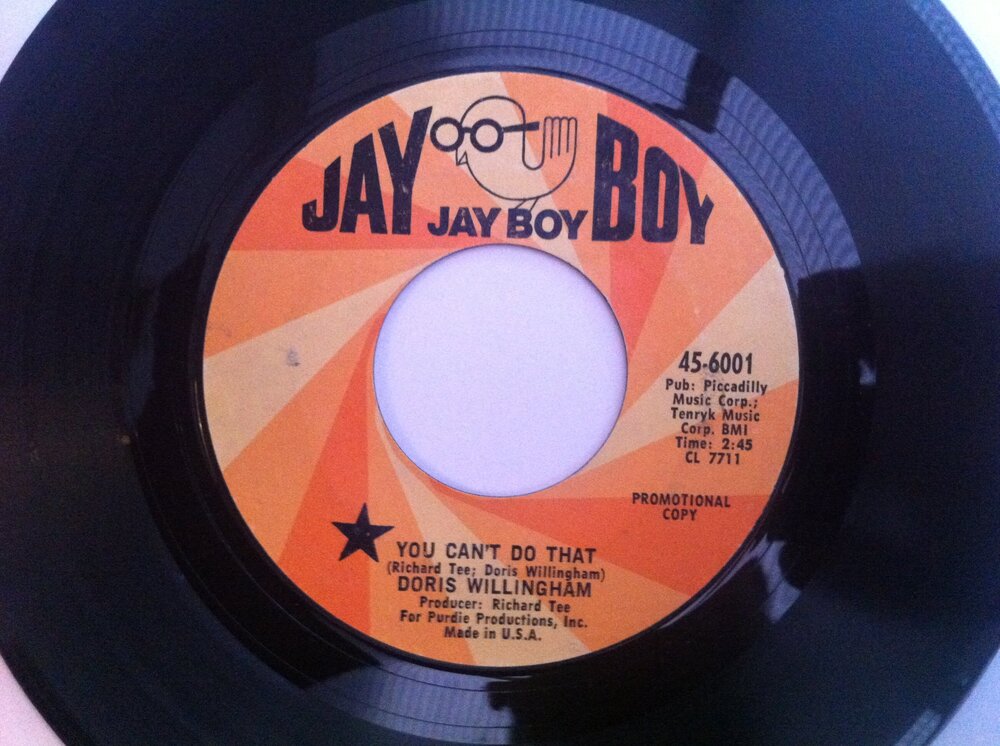 JAY BOY
JAY BOY
45-6001
Pub: Piccadilly
Music Corp.;
Tenryk Music
Corp. BMI
Time: 2:45
CL 7711
PROMOTIONAL
COPY
YOU CAN'T DO THAT
(Richard Tee; Doris Willingham)
DORIS WILLINGHAM
Producer: Richard Tee
For Purdie Productions, Inc.
Made in U.S.A.